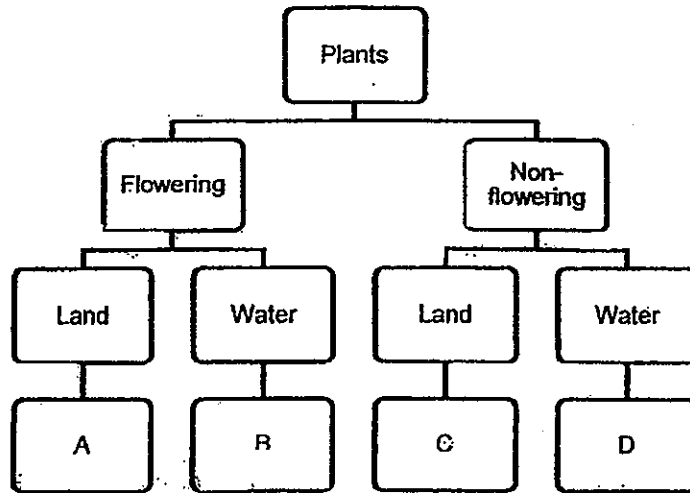 Plants
Flowering
Non-
flowering
Land
Water
Land
Water
A
B
C
D